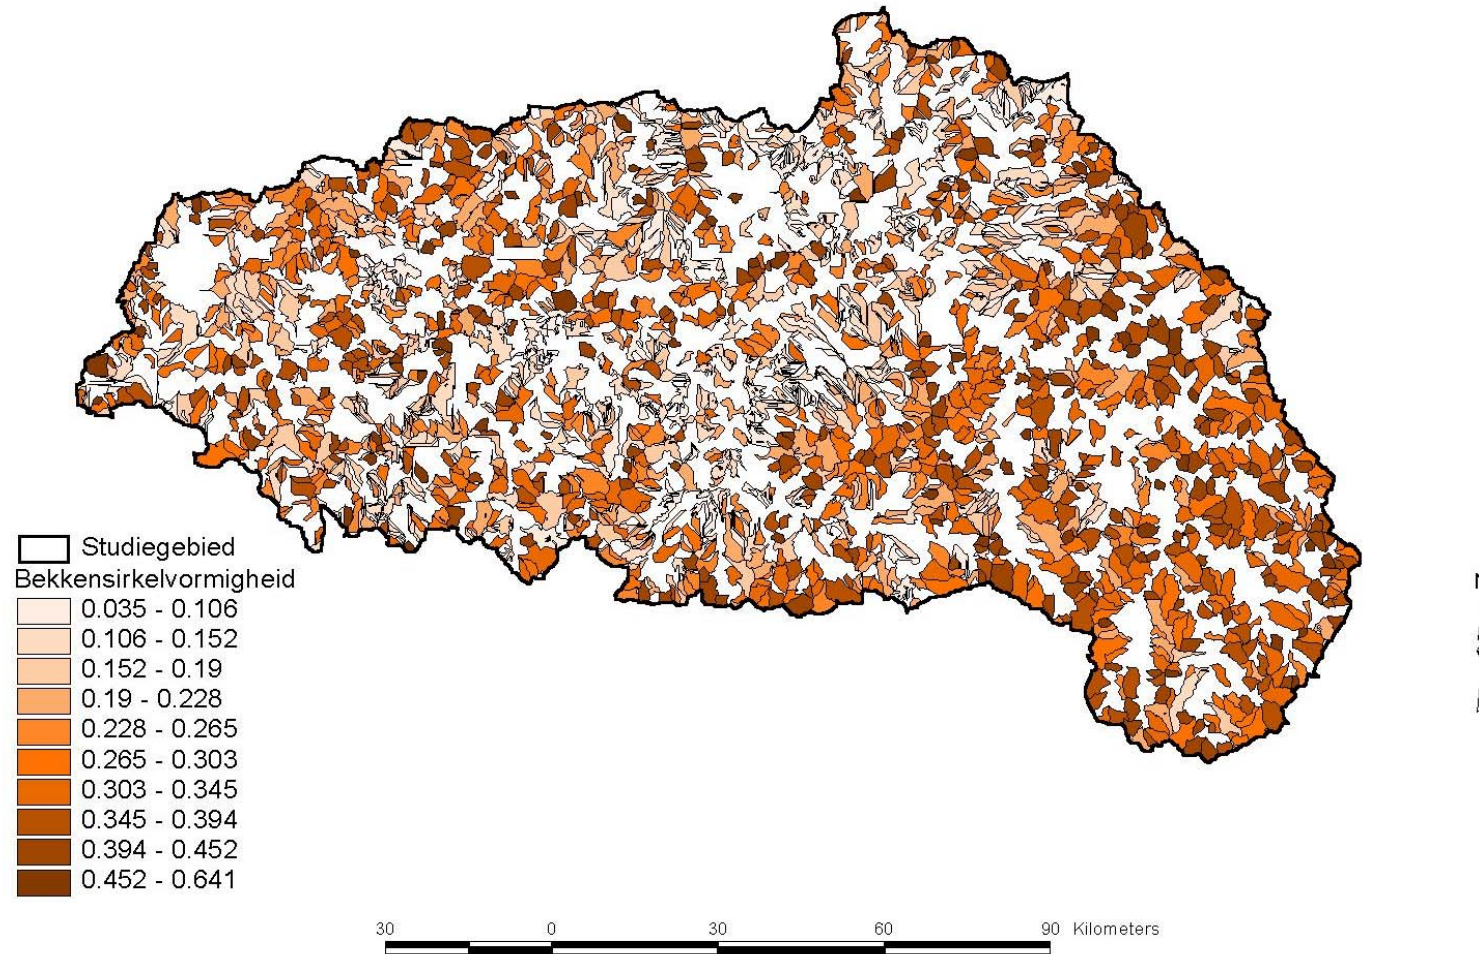 Studiegebied
Bekkensirkelvormigheid
0.035 - 0.106
0.106 - 0.152
0.152 - 0.19
0.19 - 0.228
0.228 - 0.265
0.265 - 0.303
0.303 - 0.345
0.345 - 0.394
0.394 - 0.452
0.452 - 0.641
30 0 30 60 90 Kilometers